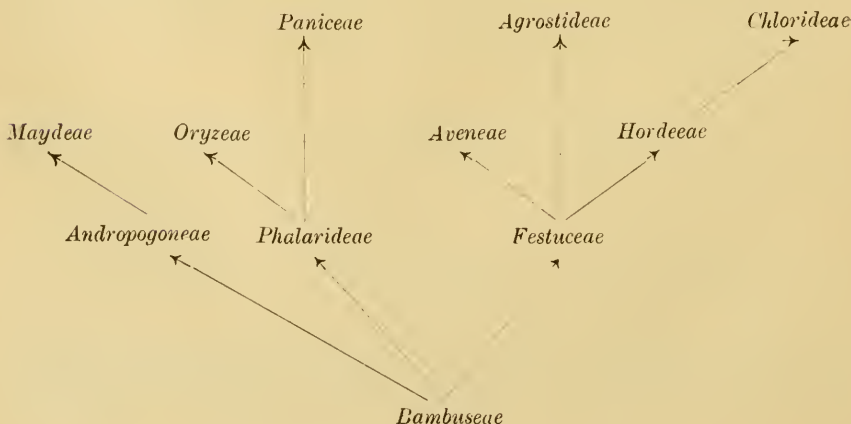 Paniceae Agrostideae Chlorideae
Maydeae Oryzeae Aveneae Hordeeae
Andropogoneae Phalarideae Festuceae
Bambuseae